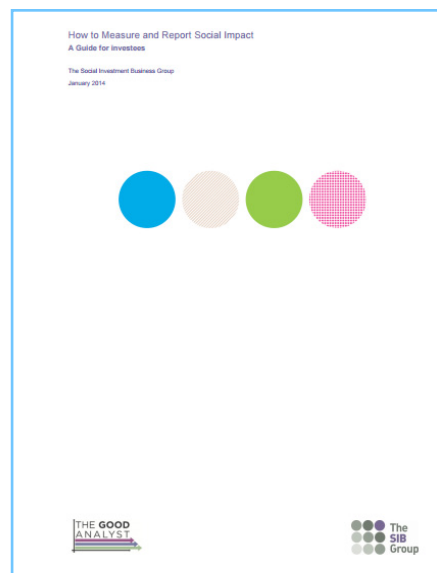 How to Measure and Report Social Impact
A Guide for Investees
The Social Investment Business Group
January 2014
THE GOOD
ANALYST
The
SIB
Group